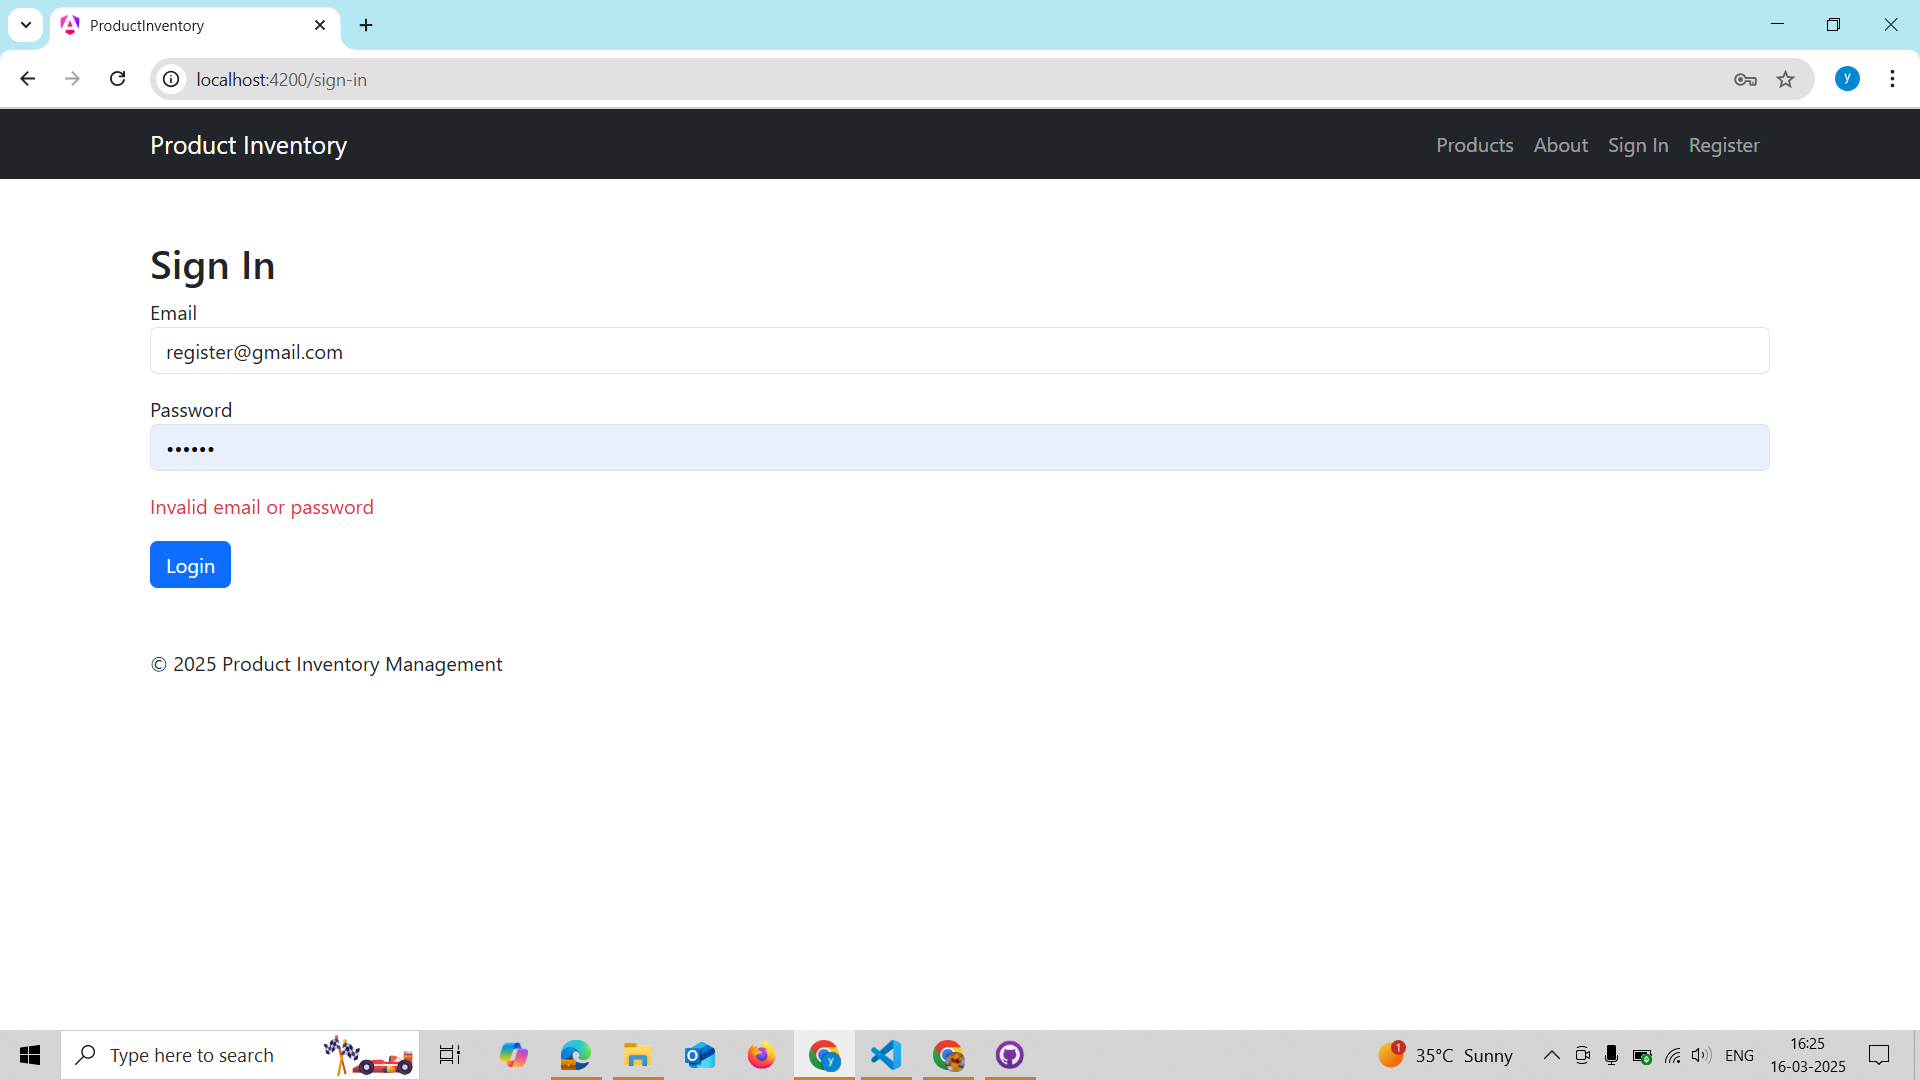 ProductInventory
localhost:4200/sign-in
y
Product Inventory
Products About Sign In Register
Sign In
Email
register@gmail.com
Password
••••••
Invalid email or password
Login
© 2025 Product Inventory Management
Type here to search
y
1
35°C Sunny
ENG
16:25
16-03-2025